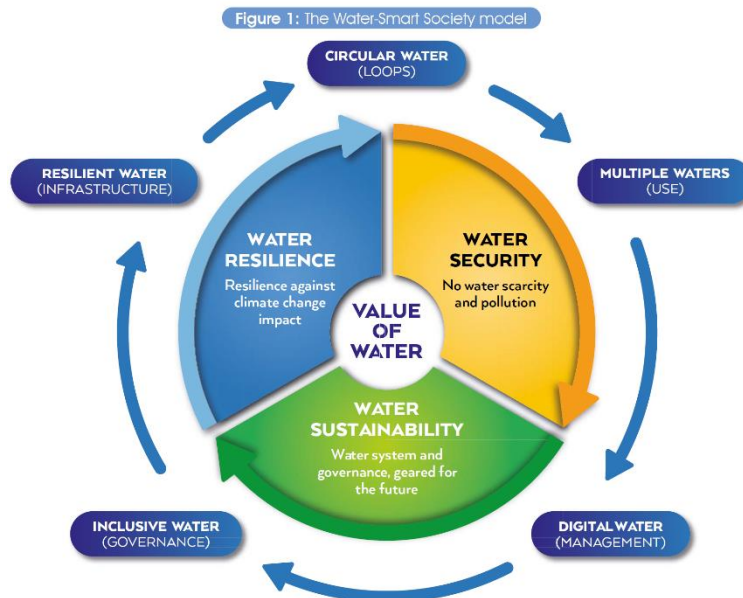 Figure 1: The Water-Smart Society model
CIRCULAR WATER
(LOOPS)
RESILIENT WATER
(INFRASTRUCTURE)
MULTIPLE WATERS
(USE)
WATER
RESILIENCE
Resilience against
climate change
impact
WATER
SECURITY
No water scarcity
and pollution
VALUE
OF
WATER
WATER
SUSTAINABILITY
Water system and
governance, geared for
the future
INCLUSIVE WATER
(GOVERNANCE)
DIGITAL WATER
(MANAGEMENT)